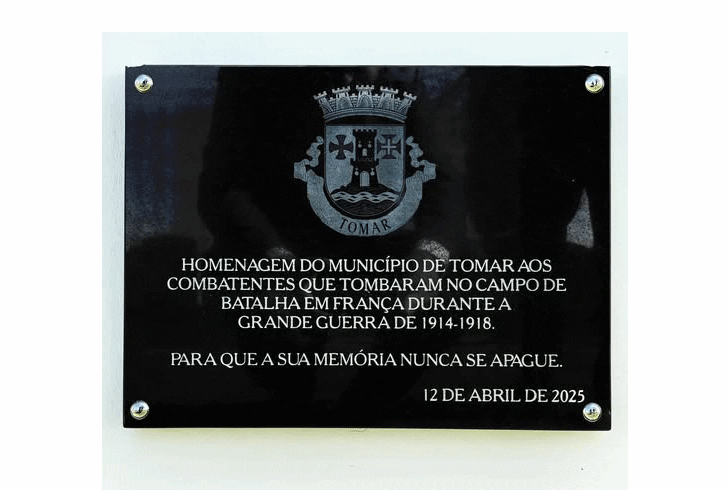 TOMAR
HOMENAGEM DO MUNICÍPIO DE TOMAR AOS
COMBATENTES QUE TOMBARAM NO CAMPO DE
BATALHA EM FRANÇA DURANTE A
GRANDE GUERRA DE 1914-1918.
PARA QUE A SUA MEMÓRIA NUNCA SE APAGUE.
12 DE ABRIL DE 2025